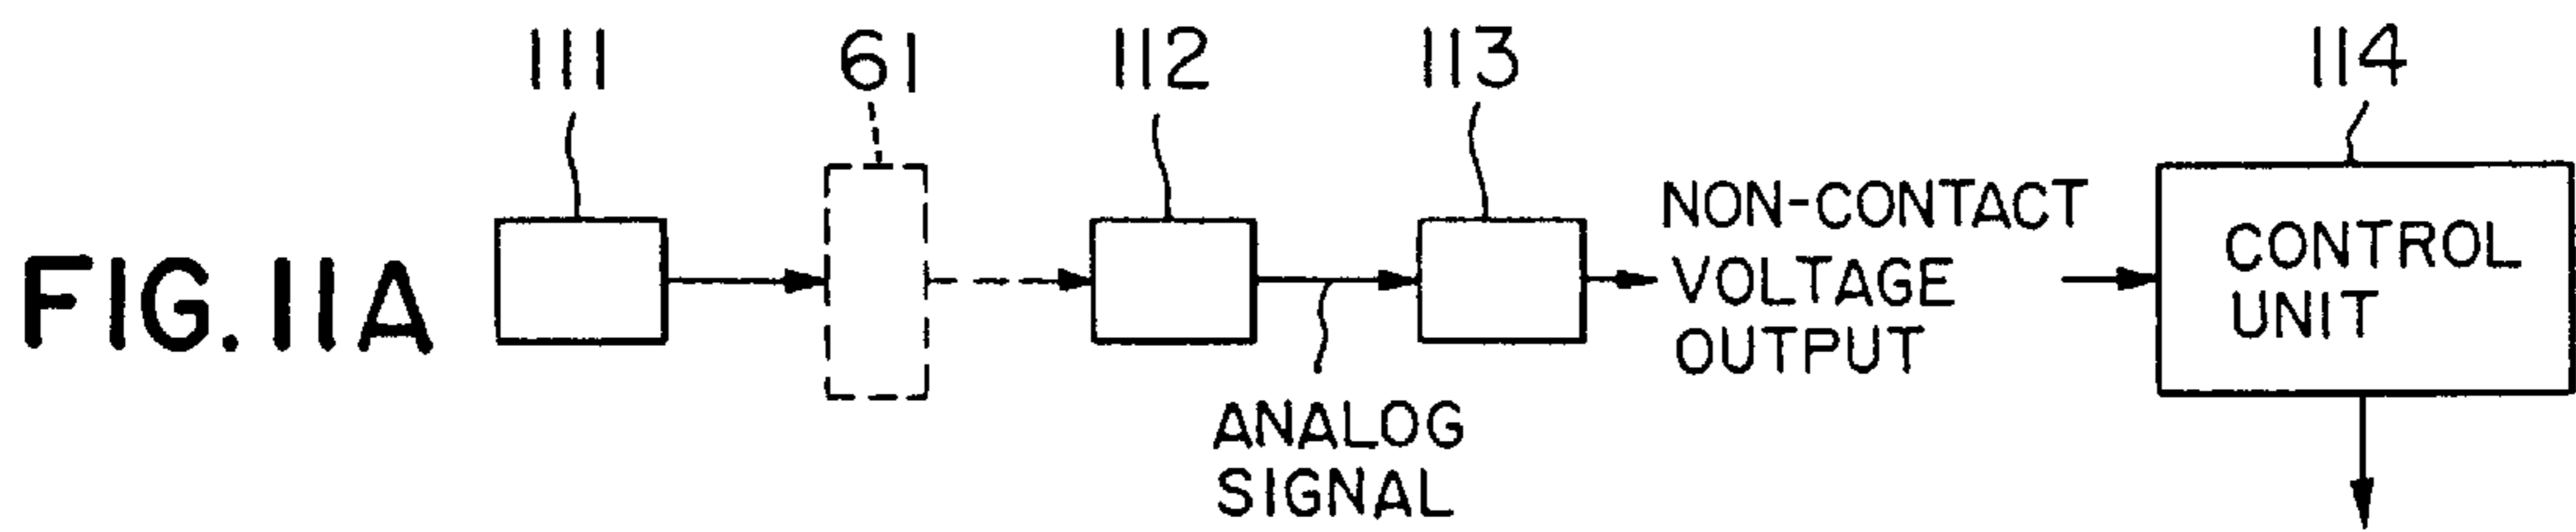 111
61
112
113
114
FIG. 11A
NON-CONTACT
VOLTAGE
OUTPUT
CONTROL
UNIT
ANALOG
SIGNAL